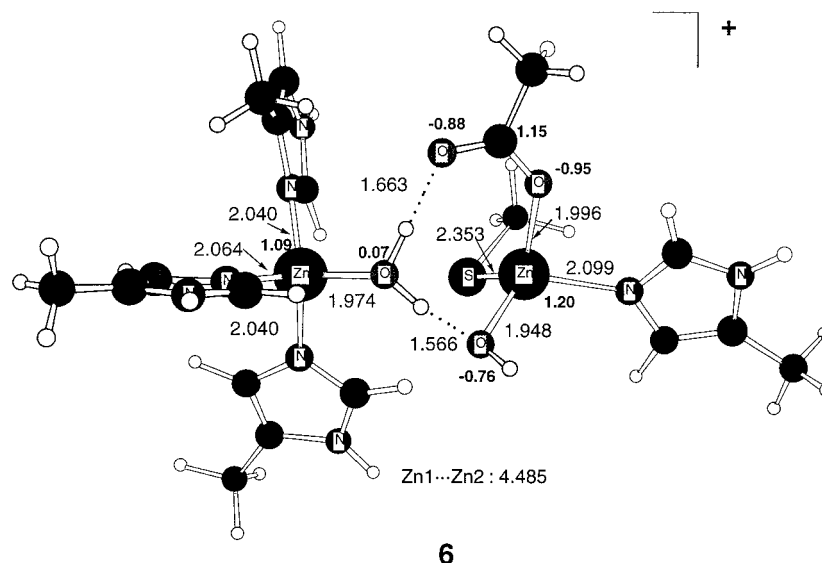 +
N
-0.88
O
1.15
O
-0.95
N
1.663
2.040
2.064
1.09
Zn
0.07
O
1.974
2.353
1.996
S
Zn
2.099
1.20
N
N
N
N
2.040
1.566
O
1.948
-0.76
N
N
Zn1···Zn2 : 4.485
6